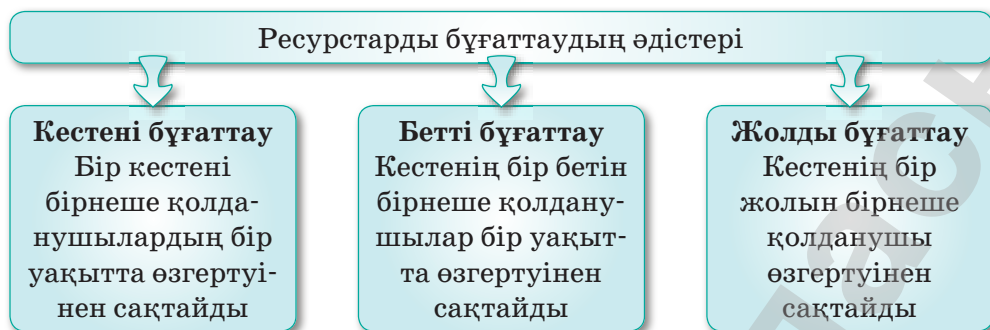 Ресурстарды бұғаттаудың әдістері
Кестені бұғаттау
Бір кестені
бірнеше қолда-
нушылардың бір
уақытта өзгертуі-
нен сақтайды
Бетті бұғаттау
Кестенің бір бетін
бірнеше қолдану-
шылар бір уақыт-
та өзгертуінен
сақтайды
Жолды бұғаттау
Кестенің бір
жолын бірнеше
қолданушы
өзгертуінен
сақтайды